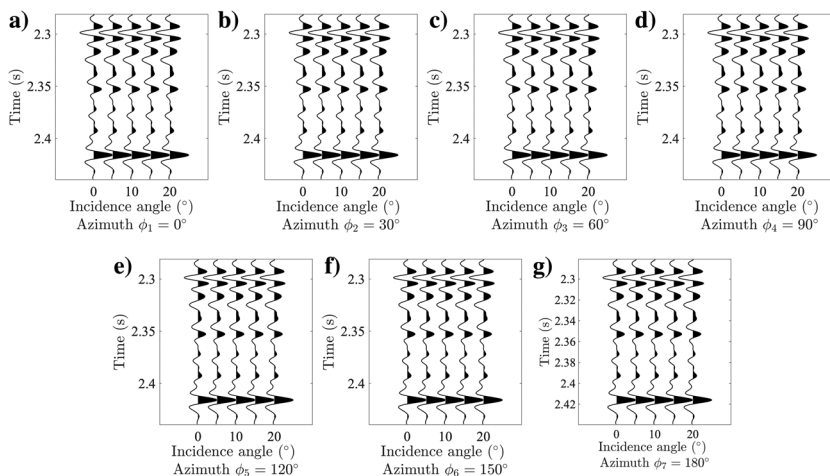 a)
Time (s)
2.3
2.35
2.4
0 10 20
Incidence angle (°)
Azimuth ϕ₁ = 0°
b)
Time (s)
2.3
2.35
2.4
0 10 20
Incidence angle (°)
Azimuth ϕ₂ = 30°
c)
Time (s)
2.3
2.35
2.4
0 10 20
Incidence angle (°)
Azimuth ϕ₃ = 60°
d)
Time (s)
2.3
2.35
2.4
0 10 20
Incidence angle (°)
Azimuth ϕ₄ = 90°
e)
Time (s)
2.3
2.35
2.4
0 10 20
Incidence angle (°)
Azimuth ϕ₅ = 120°
f)
Time (s)
2.3
2.35
2.4
0 10 20
Incidence angle (°)
Azimuth ϕ₆ = 150°
g)
Time (s)
2.3
2.32
2.34
2.36
2.38
2.4
2.42
0 10 20
Incidence angle (°)
Azimuth ϕ₇ = 180°